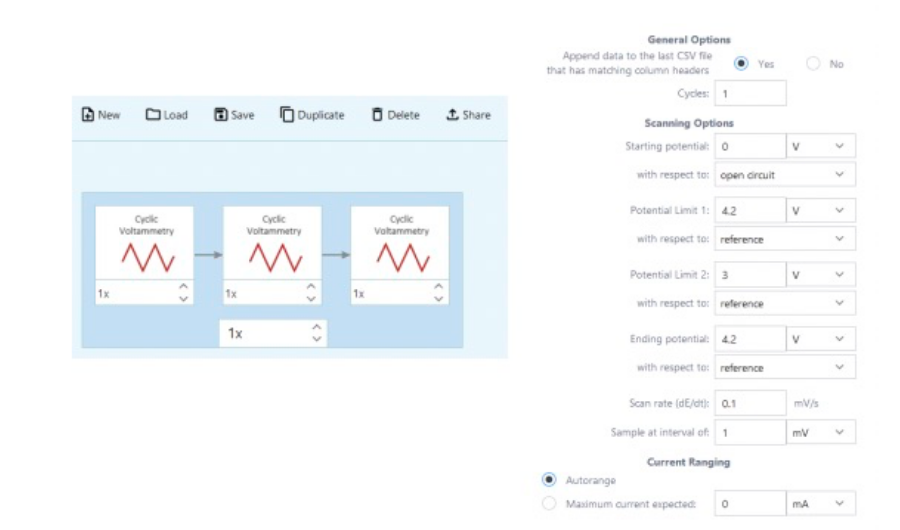 New Load Save Duplicate Delete Share
Cyclic Voltammetry
1x
Cyclic Voltammetry
1x
Cyclic Voltammetry
1x
1x
General Options
Append data to the last CSV file
that has matching column headers Yes No
Cycles: 1
Scanning Options
Starting potential: 0 V
with respect to: open circuit
Potential Limit 1: 4.2 V
with respect to: reference
Potential Limit 2: 3 V
with respect to: reference
Ending potential: 4.2 V
with respect to: reference
Scan rate (dE/dt): 0.1 mV/s
Sample at interval of: 1 mV
Current Ranging
Autorange
Maximum current expected: 0 mA